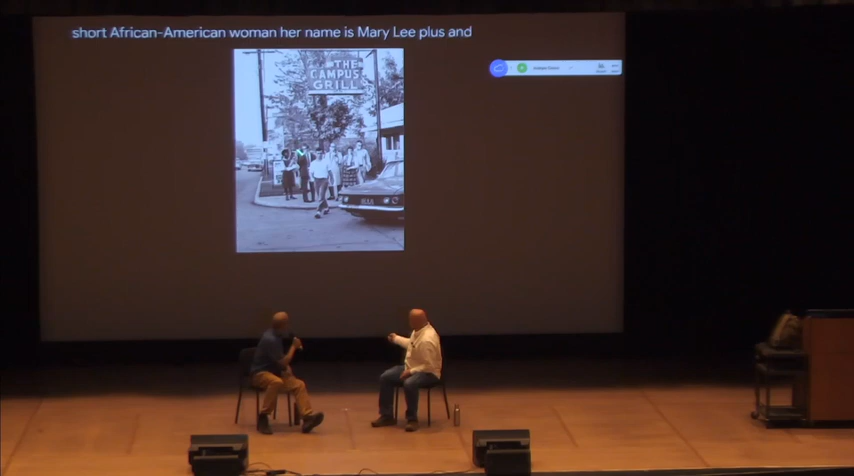 short African-American woman her name is Mary Lee plus and
THE
CAMPUS
GRILL